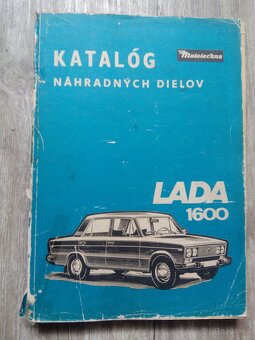 KATALÓG
Mototechna
NÁHRADNÝCH DIELOV
LADA
1600